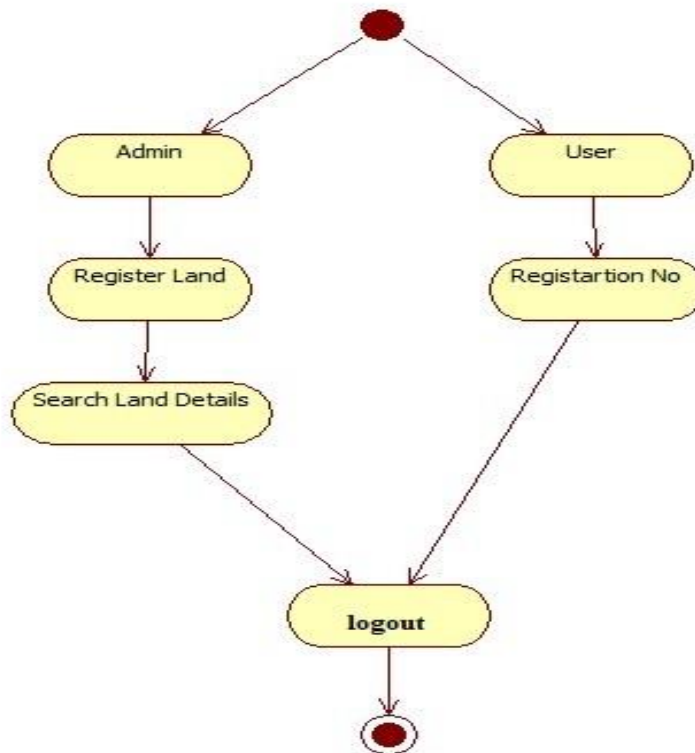 Admin
User
Register Land
Registartion No
Search Land Details
logout